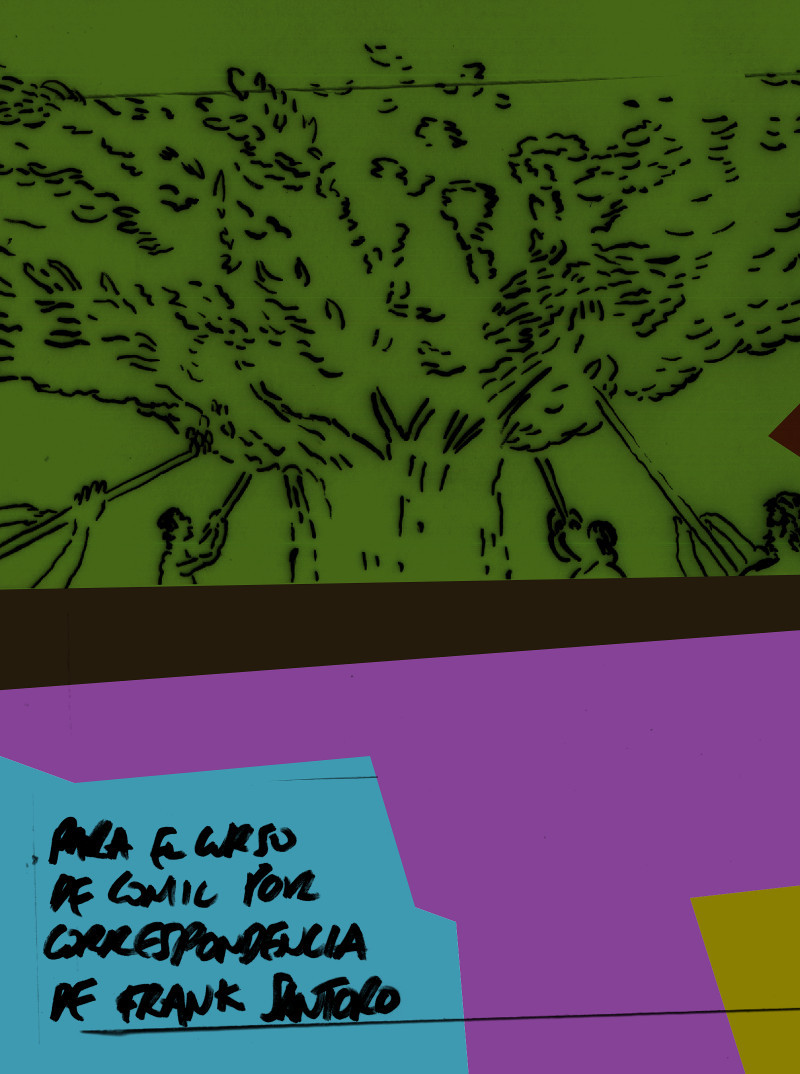 PARA EL CURSO
DE COMIC POR
CORRESPONDENCIA
DE FRANK SANTORO